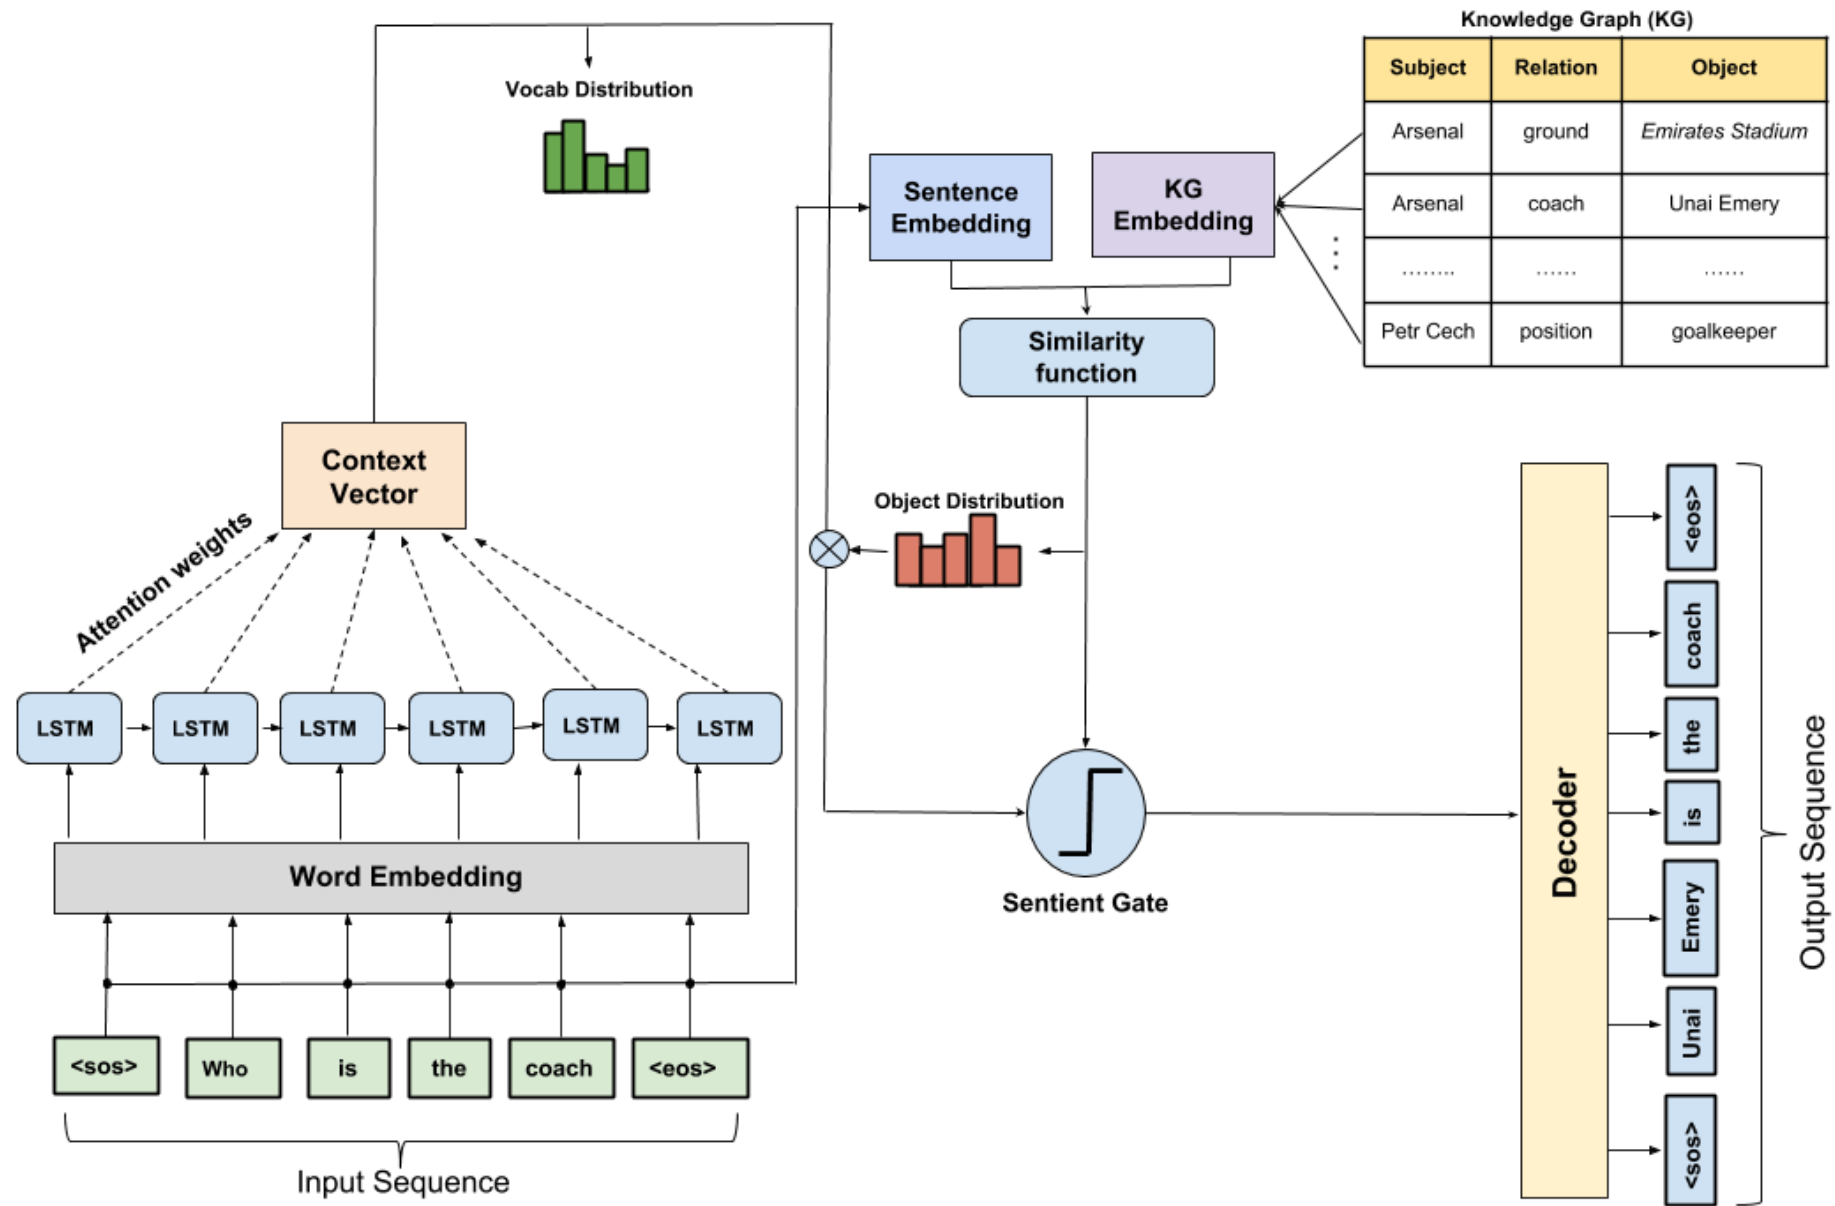 Knowledge Graph (KG)
Subject Relation Object
Arsenal ground Emirates Stadium
Arsenal coach Unai Emery
........ ...... ......
Petr Cech position goalkeeper
Vocab Distribution
Sentence
Embedding
KG
Embedding
Similarity
function
Context
Vector
Attention weights
Object Distribution
LSTM LSTM LSTM LSTM LSTM LSTM
Word Embedding
<sos> Who is the coach <eos>
Input Sequence
Sentient Gate
Decoder
<eos>
coach
the
is
Emery
Unai
<sos>
Output Sequence